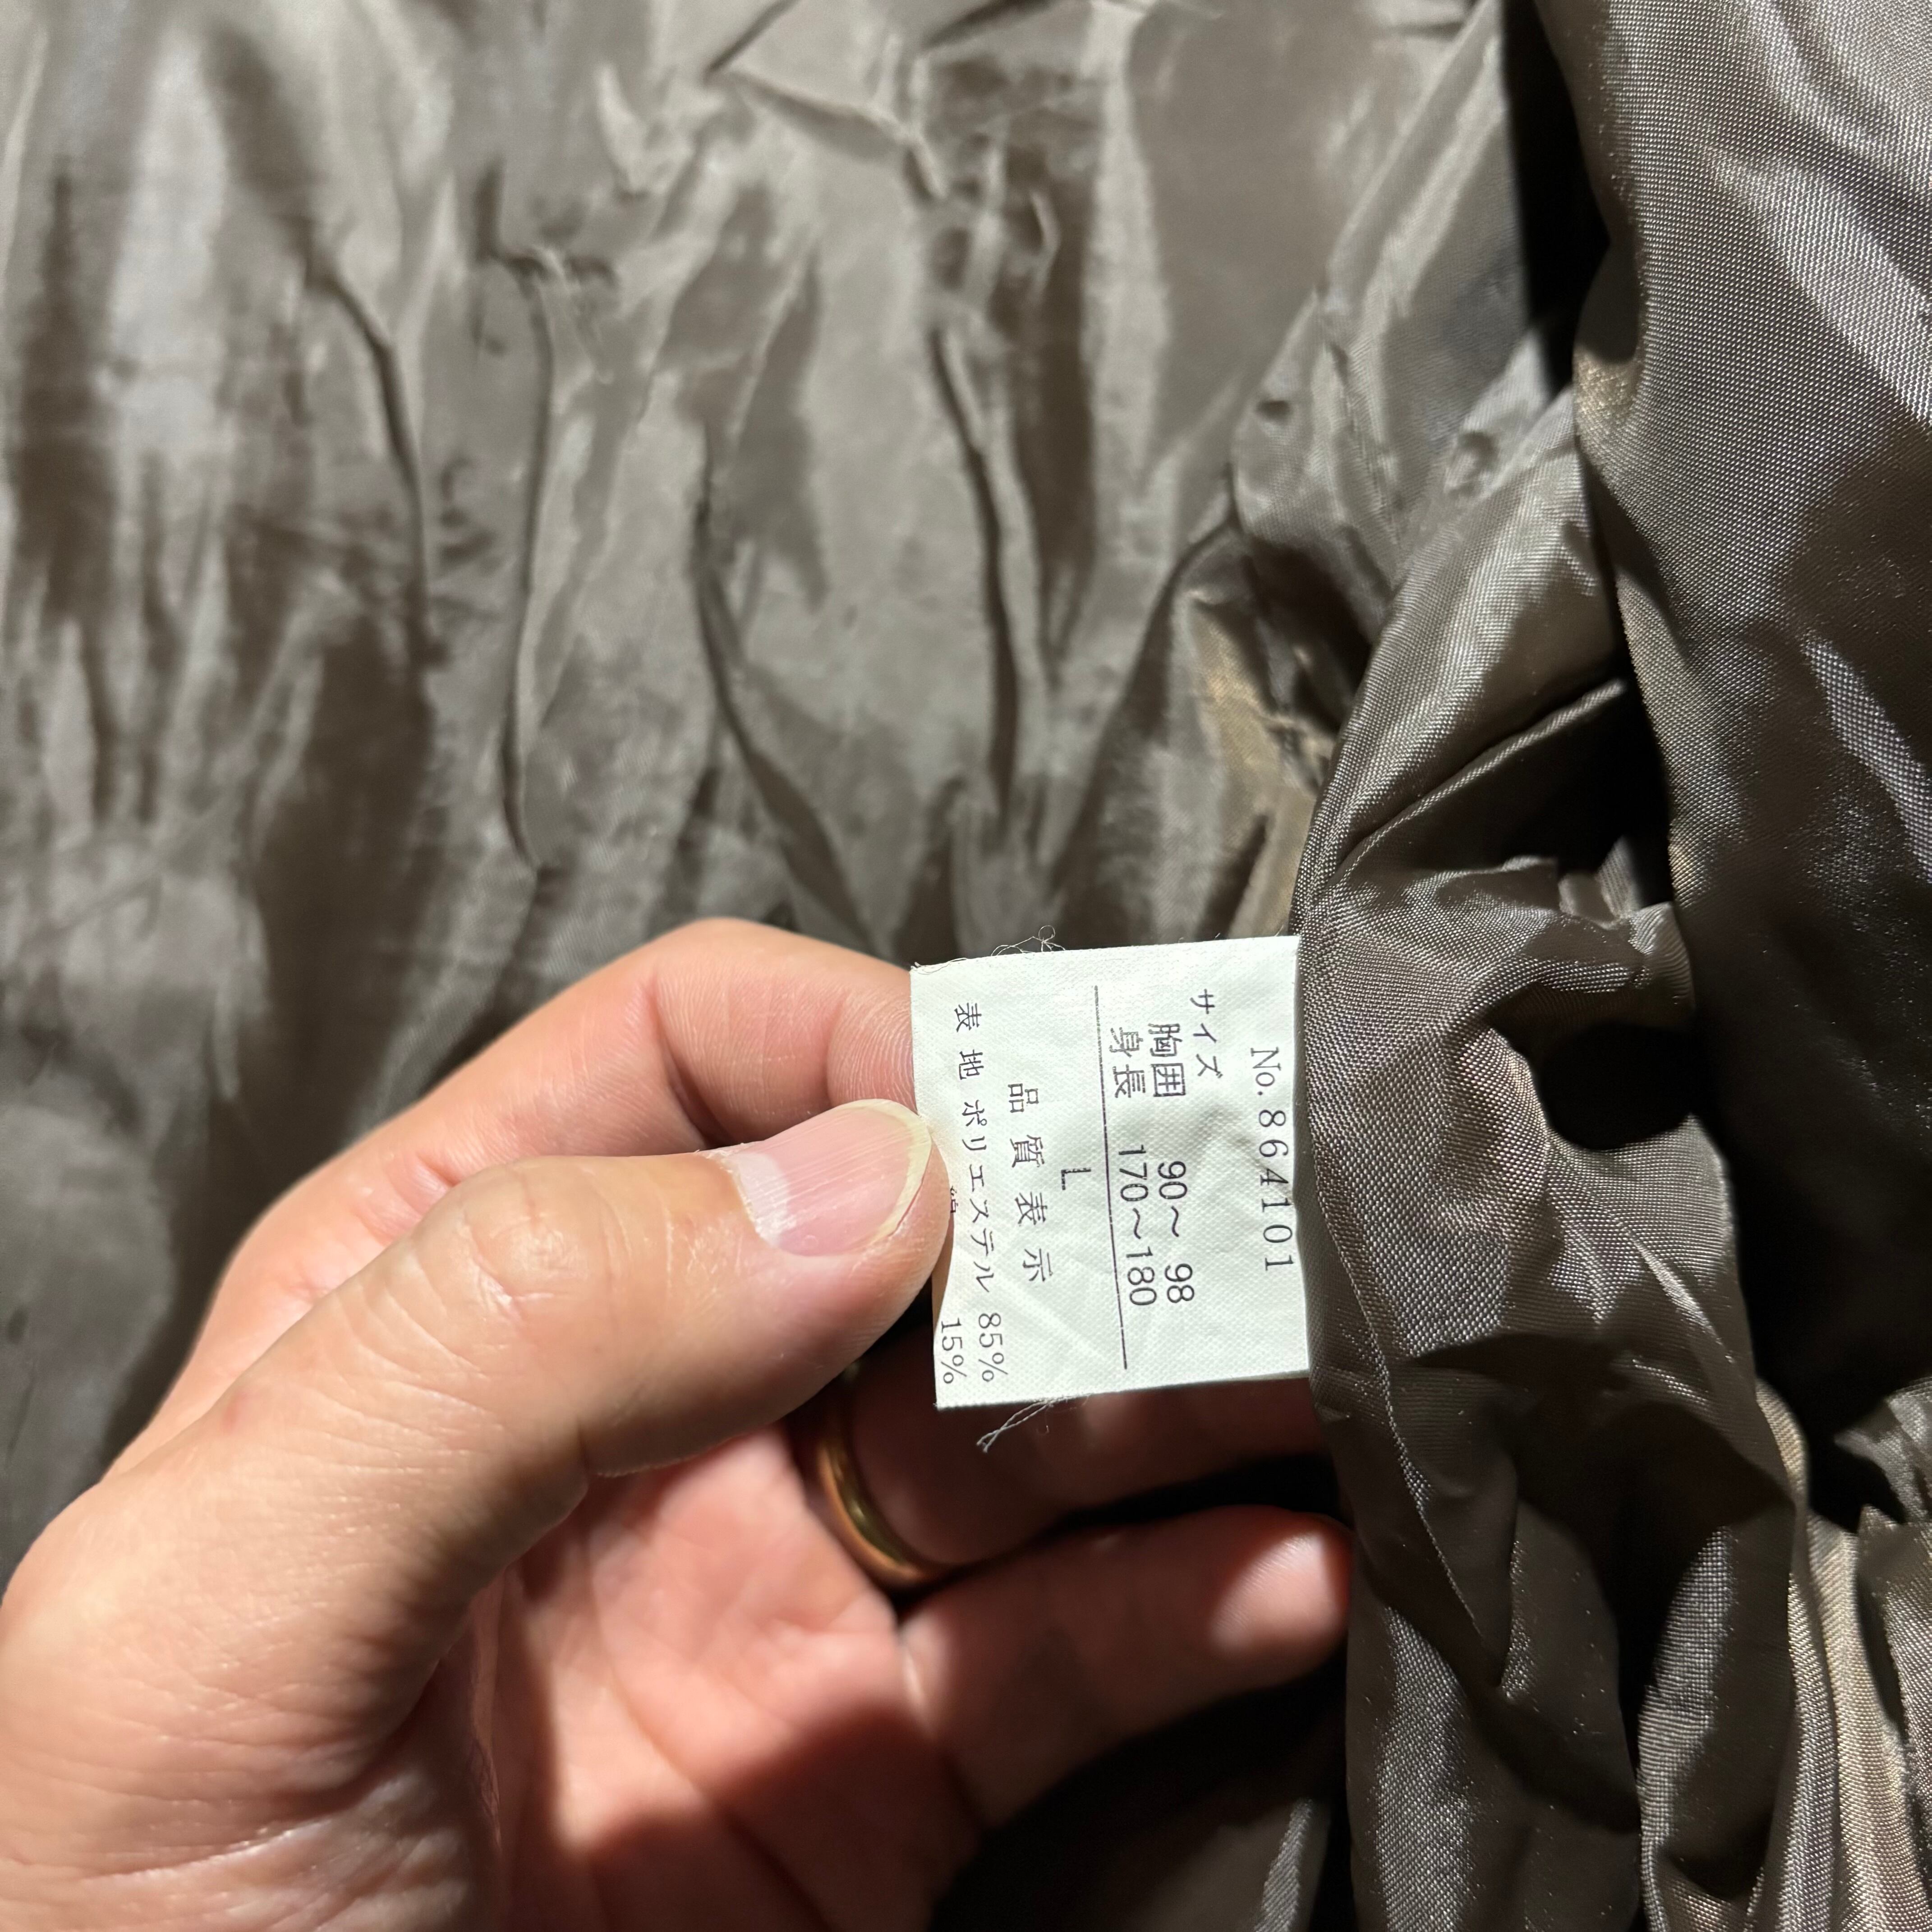 No.864101
サイズ
胸囲 90～ 98
身長 170～180
L
品質表示
表地 ポリエステル 85%
15%